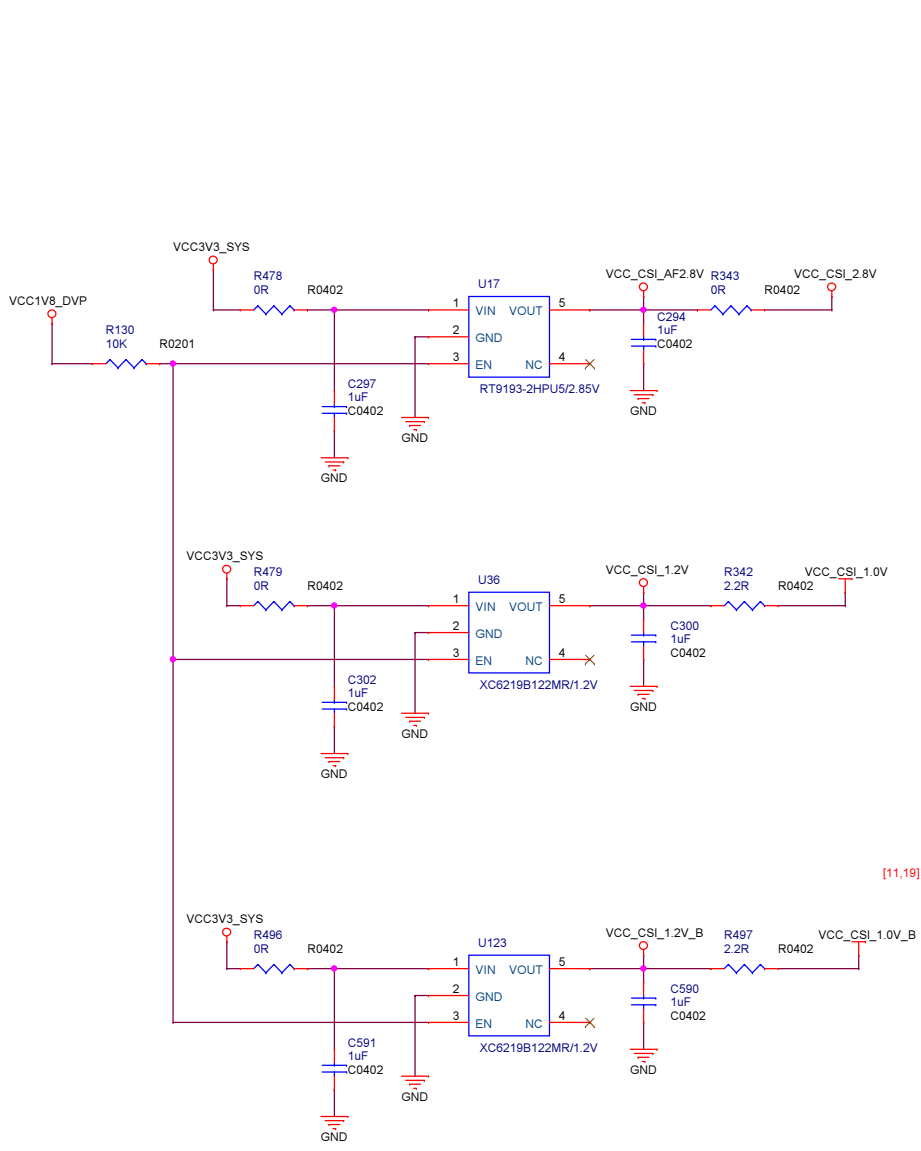 VCC3V3_SYS
R478
0R
R0402
VCC1V8_DVP
R130
10K
R0201
U17
1
VIN
VOUT
5
2
GND
3
EN
NC
4
RT9193-2HPU5/2.85V
VCC_CSI_AF2.8V
R343
0R
R0402
VCC_CSI_2.8V
C294
1uF
C0402
GND
C297
1uF
C0402
GND
GND
VCC3V3_SYS
R479
0R
R0402
U36
1
VIN
VOUT
5
2
GND
3
EN
NC
4
XC6219B122MR/1.2V
VCC_CSI_1.2V
R342
2.2R
R0402
VCC_CSI_1.0V
C300
1uF
C0402
GND
C302
1uF
C0402
GND
GND
[11,19]
VCC3V3_SYS
R496
0R
R0402
U123
1
VIN
VOUT
5
2
GND
3
EN
NC
4
XC6219B122MR/1.2V
VCC_CSI_1.2V_B
R497
2.2R
R0402
VCC_CSI_1.0V_B
C590
1uF
C0402
GND
C591
1uF
C0402
GND
GND